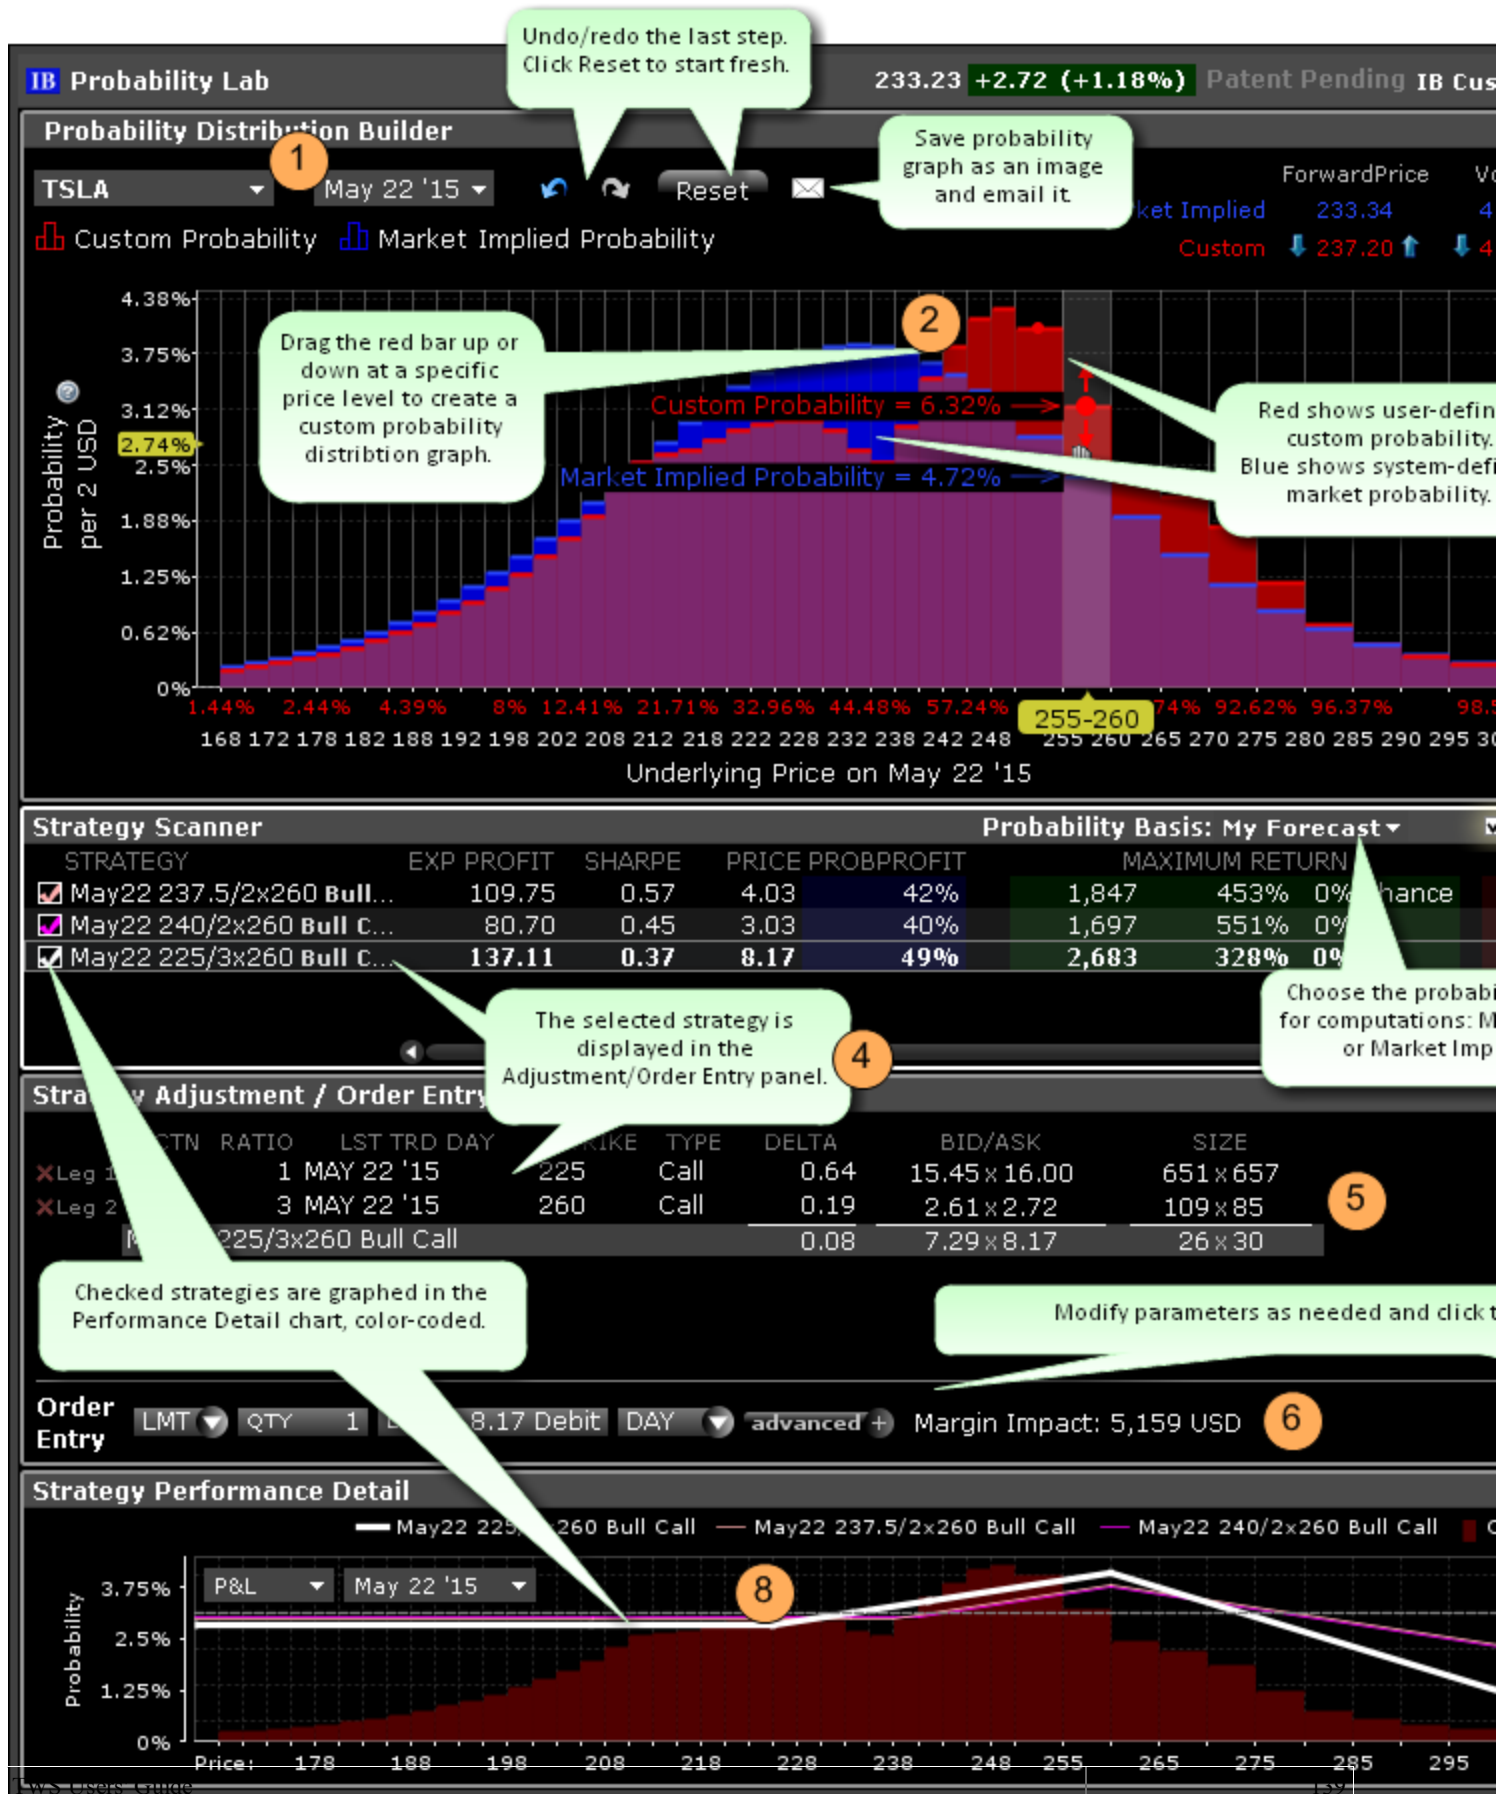 Undo/redo the last step.
Click Reset to start fresh.
IB Probability Lab
233.23 +2.72 (+1.18%) Patent Pending IB Cus
Probability Distribution Builder
1
Save probability
graph as an image
and email it.
TSLA May 22 '15 Reset
ForwardPrice
ket Implied 233.34 4
Custom 237.20 4
Custom Probability Market Implied Probability
4.38%
3.75%
3.12%
2.74%
2.5%
1.88%
1.25%
0.62%
0%
Probability
per 2 USD
2
Drag the red bar up or
down at a specific
price level to create a
custom probability
distribtion graph.
Custom Probability = 6.32%
Market Implied Probability = 4.72%
Red shows user-defin
custom probability.
Blue shows system-defi
market probability.
1.44% 2.44% 4.39% 8% 12.41% 21.71% 32.96% 44.48% 57.24% 74% 92.62% 96.37% 98.5
255-260
168 172 178 182 188 192 198 202 208 212 218 222 228 232 238 242 248 255 260 265 270 275 280 285 290 295 30
Underlying Price on May 22 '15
Strategy Scanner Probability Basis: My Forecast
STRATEGY EXP PROFIT SHARPE PRICE PROBPROFIT MAXIMUM RETURN
May22 237.5/2x260 Bull... 109.75 0.57 4.03 42% 1,847 453% 0% hance
May22 240/2x260 Bull C... 80.70 0.45 3.03 40% 1,697 551% 0%
May22 225/3x260 Bull C... 137.11 0.37 8.17 49% 2,683 328% 0%
The selected strategy is
displayed in the
Adjustment/Order Entry panel.
4
Choose the probabi
for computations: M
or Market Imp
Stra y Adjustment / Order Entry
CTN RATIO LST TRD DAY IKE TYPE DELTA BID/ASK SIZE
Leg 1 1 MAY 22 '15 225 Call 0.64 15.45 x 16.00 651 x 657
Leg 2 3 MAY 22 '15 260 Call 0.19 2.61 x 2.72 109 x 85
225/3x260 Bull Call 0.08 7.29 x 8.17 26 x 30
5
Checked strategies are graphed in the
Performance Detail chart, color-coded.
Modify parameters as needed and click t
Order
Entry
LMT QTY 1 8.17 Debit DAY advanced + Margin Impact: 5,159 USD
6
Strategy Performance Detail
May22 225 260 Bull Call May22 237.5/2x260 Bull Call May22 240/2x260 Bull Call
P&L May 22 '15
8
3.75%
2.5%
1.25%
0%
Probability
Price: 178 188 198 208 218 228 238 248 255 265 275 285 295
TWS Users' Guide 139